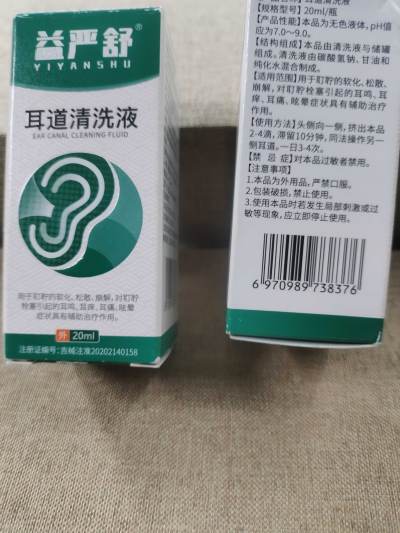 益严舒
YIYANSHU
耳道清洗液
EAR CANAL CLEANING FLUID
用于耵聍的软化、松散、崩解,对耵聍
栓塞引起的耳鸣、耳痒、耳痛、眩晕
症状具有辅助治疗作用。
外 20ml
注册证编号:吉械注准20202140158
耳道清洗液
【规格型号】20ml/瓶
【产品性能】本品为无色液体,pH值
应为7.0~9.0。
【结构组成】本品由清洗液与储罐
组成。清洗液由碳酸氢钠、甘油和
纯化水混合制成。
【适用范围】用于耵聍的软化、松散、
崩解,对耵聍栓塞引起的耳鸣、耳
痒、耳痛、眩晕症状具有辅助治疗
作用。
【使用方法】头侧向一侧,挤出本品
2-4滴,滞留10分钟,同法操作另一
侧耳道。一日3-4次。
【禁 忌 症】对本品过敏者禁用。
【注意事项】
1.本品为外用品,严禁口服。
2.包装破损,禁止使用。
3.使用本品时若发生局部刺激或过
敏等现象,应立即停止使用。
6 970989 738376